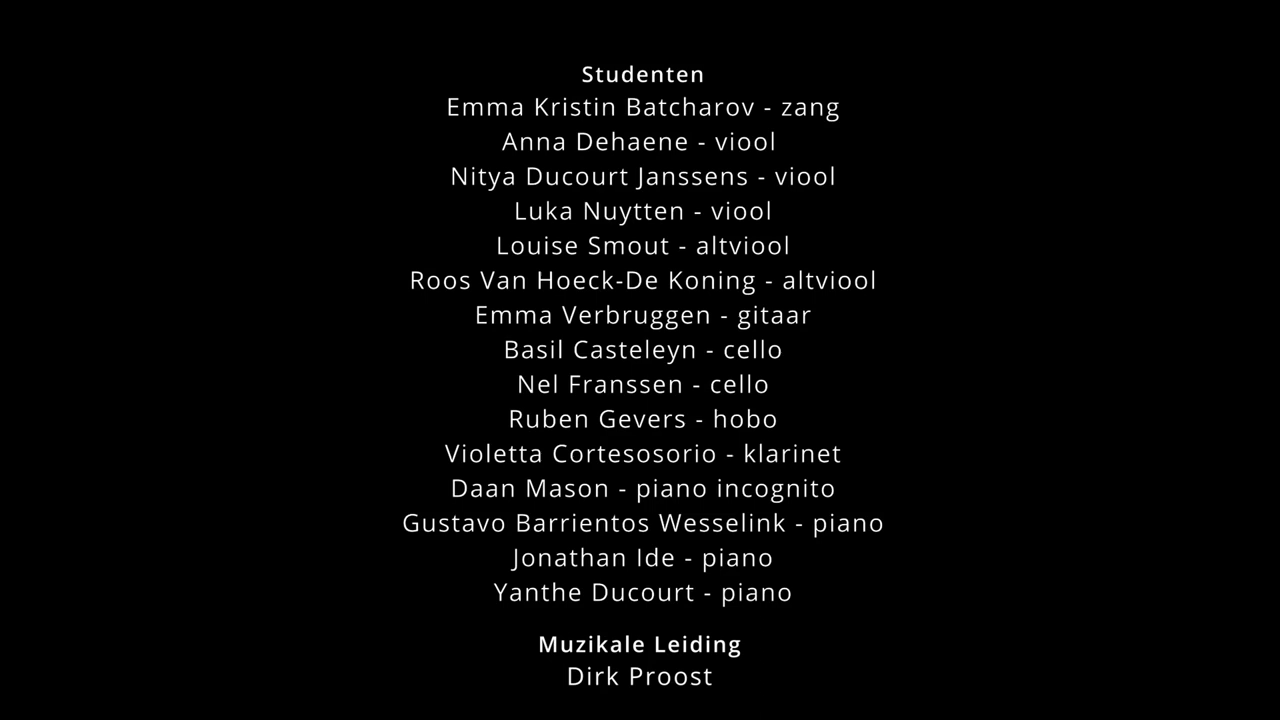 Studenten
Emma Kristin Batcharov - zang
Anna Dehaene - viool
Nitya Ducourt Janssens - viool
Luka Nuytten - viool
Louise Smout - altviool
Roos Van Hoeck-De Koning - altviool
Emma Verbruggen - gitaar
Basil Casteleyn - cello
Nel Franssen - cello
Ruben Gevers - hobo
Violetta Cortesosorio - klarinet
Daan Mason - piano incognito
Gustavo Barrientos Wesselink - piano
Jonathan Ide - piano
Yanthe Ducourt - piano
Muzikale Leiding
Dirk Proost